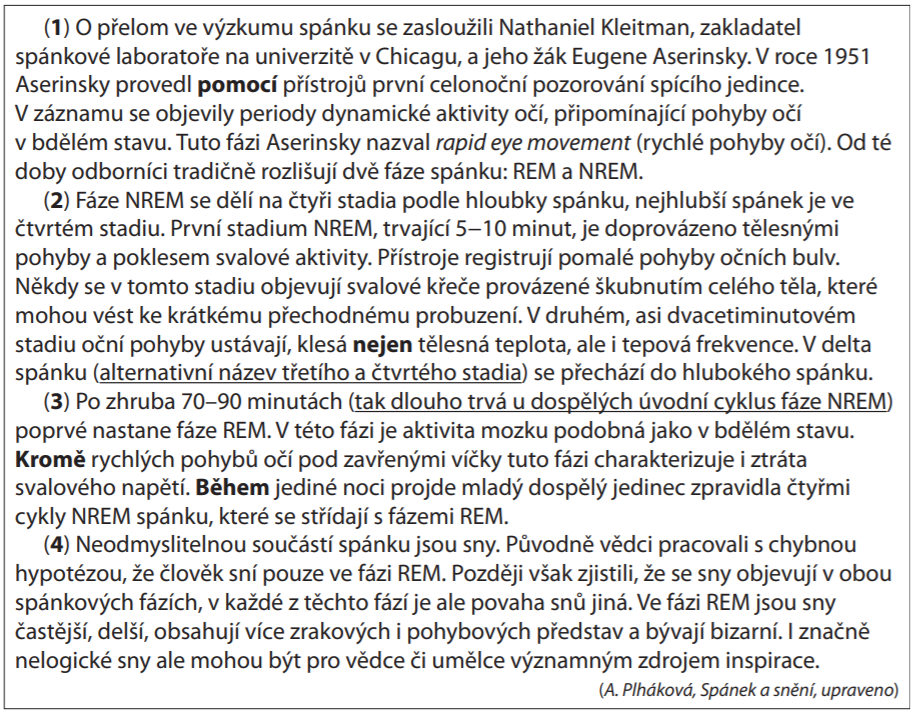 (1) O přelom ve výzkumu spánku se zasloužili Nathaniel Kleitman, zakladatel
spánkové laboratoře na univerzitě v Chicagu, a jeho žák Eugene Aserinsky. V roce 1951
Aserinsky provedl pomocí přístrojů první celonoční pozorování spícího jedince.
V záznamu se objevily periody dynamické aktivity očí, připomínající pohyby očí
v bdělém stavu. Tuto fázi Aserinsky nazval rapid eye movement (rychlé pohyby očí). Od té
doby odborníci tradičně rozlišují dvě fáze spánku: REM a NREM.
(2) Fáze NREM se dělí na čtyři stadia podle hloubky spánku, nejhlubší spánek je ve
čtvrtém stadiu. První stadium NREM, trvající 5–10 minut, je doprovázeno tělesnými
pohyby a poklesem svalové aktivity. Přístroje registrují pomalé pohyby očních bulv.
Někdy se v tomto stadiu objevují svalové křeče provázené škubnutím celého těla, které
mohou vést ke krátkému přechodnému probuzení. V druhém, asi dvacetiminutovém
stadiu oční pohyby ustávají, klesá nejen tělesná teplota, ale i tepová frekvence. V delta
spánku (alternativní název třetího a čtvrtého stadia) se přechází do hlubokého spánku.
(3) Po zhruba 70–90 minutách (tak dlouho trvá u dospělých úvodní cyklus fáze NREM)
poprvé nastane fáze REM. V této fázi je aktivita mozku podobná jako v bdělém stavu.
Kromě rychlých pohybů očí pod zavřenými víčky tuto fázi charakterizuje i ztráta
svalového napětí. Během jediné noci projde mladý dospělý jedinec zpravidla čtyřmi
cykly NREM spánku, které se střídají s fázemi REM.
(4) Neodmyslitelnou součástí spánku jsou sny. Původně vědci pracovali s chybnou
hypotézou, že člověk sní pouze ve fázi REM. Později však zjistili, že se sny objevují v obou
spánkových fázích, v každé z těchto fází je ale povaha snů jiná. Ve fázi REM jsou sny
častější, delší, obsahují více zrakových i pohybových představ a bývají bizarní. I značně
nelogické sny ale mohou být pro vědce či umělce významným zdrojem inspirace.
(A. Plháková, Spánek a snění, upraveno)